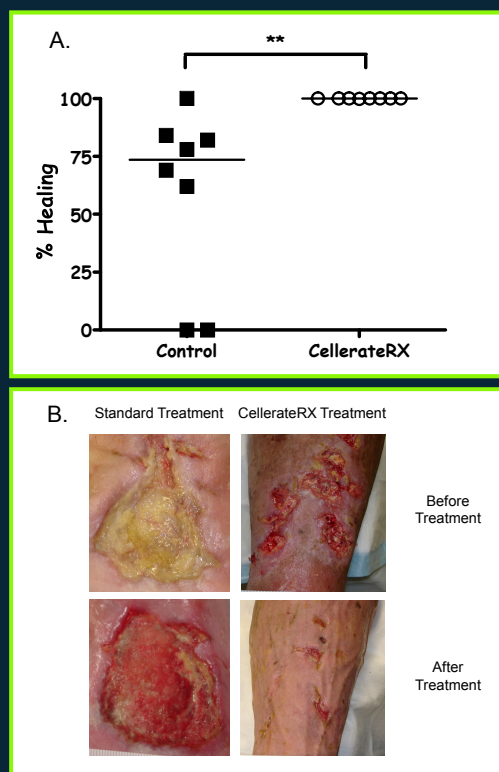 A.
**
100
75
50
25
0
% Healing
Control CellerateRX
B.
Standard Treatment CellerateRX Treatment
Before
Treatment
After
Treatment